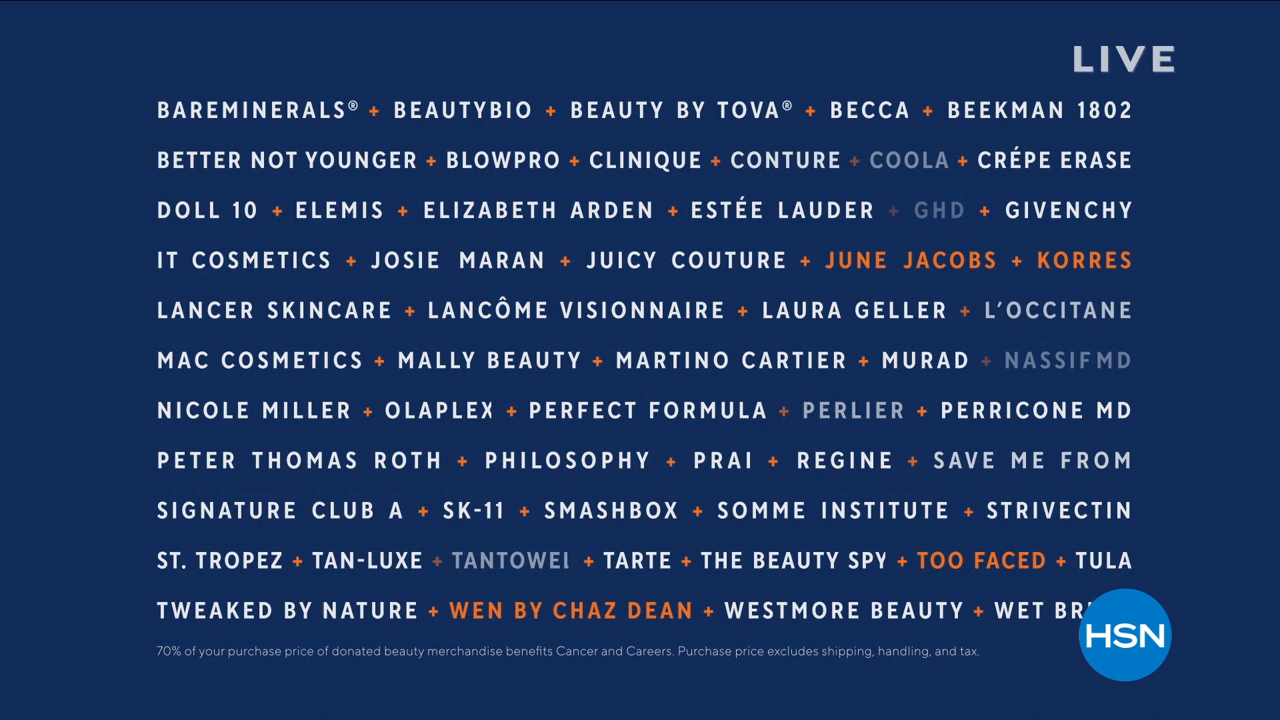 LIVE
BAREMINERALS® + BEAUTYBIO + BEAUTY BY TOVA® + BECCA + BEEKMAN 1802
BETTER NOT YOUNGER + BLOWPRO + CLINIQUE + CONTURE + COOLA + CRÉPE ERASE
DOLL 10 + ELEMIS + ELIZABETH ARDEN + ESTÉE LAUDER + GHD + GIVENCHY
IT COSMETICS + JOSIE MARAN + JUICY COUTURE + JUNE JACOBS + KORRES
LANCER SKINCARE + LANCÔME VISIONNAIRE + LAURA GELLER + L'OCCITANE
MAC COSMETICS + MALLY BEAUTY + MARTINO CARTIER + MURAD + NASSIFMD
NICOLE MILLER + OLAPLEX + PERFECT FORMULA + PERLIER + PERRICONE MD
PETER THOMAS ROTH + PHILOSOPHY + PRAI + REGINE + SAVE ME FROM
SIGNATURE CLUB A + SK-11 + SMASHBOX + SOMME INSTITUTE + STRIVECTIN
ST. TROPEZ + TAN-LUXE + TANTOWEL + TARTE + THE BEAUTY SPY + TOO FACED + TULA
TWEAKED BY NATURE + WEN BY CHAZ DEAN + WESTMORE BEAUTY + WET
HSN
70% of your purchase price of donated beauty merchandise benefits Cancer and Careers. Purchase price excludes shipping, handling, and tax.